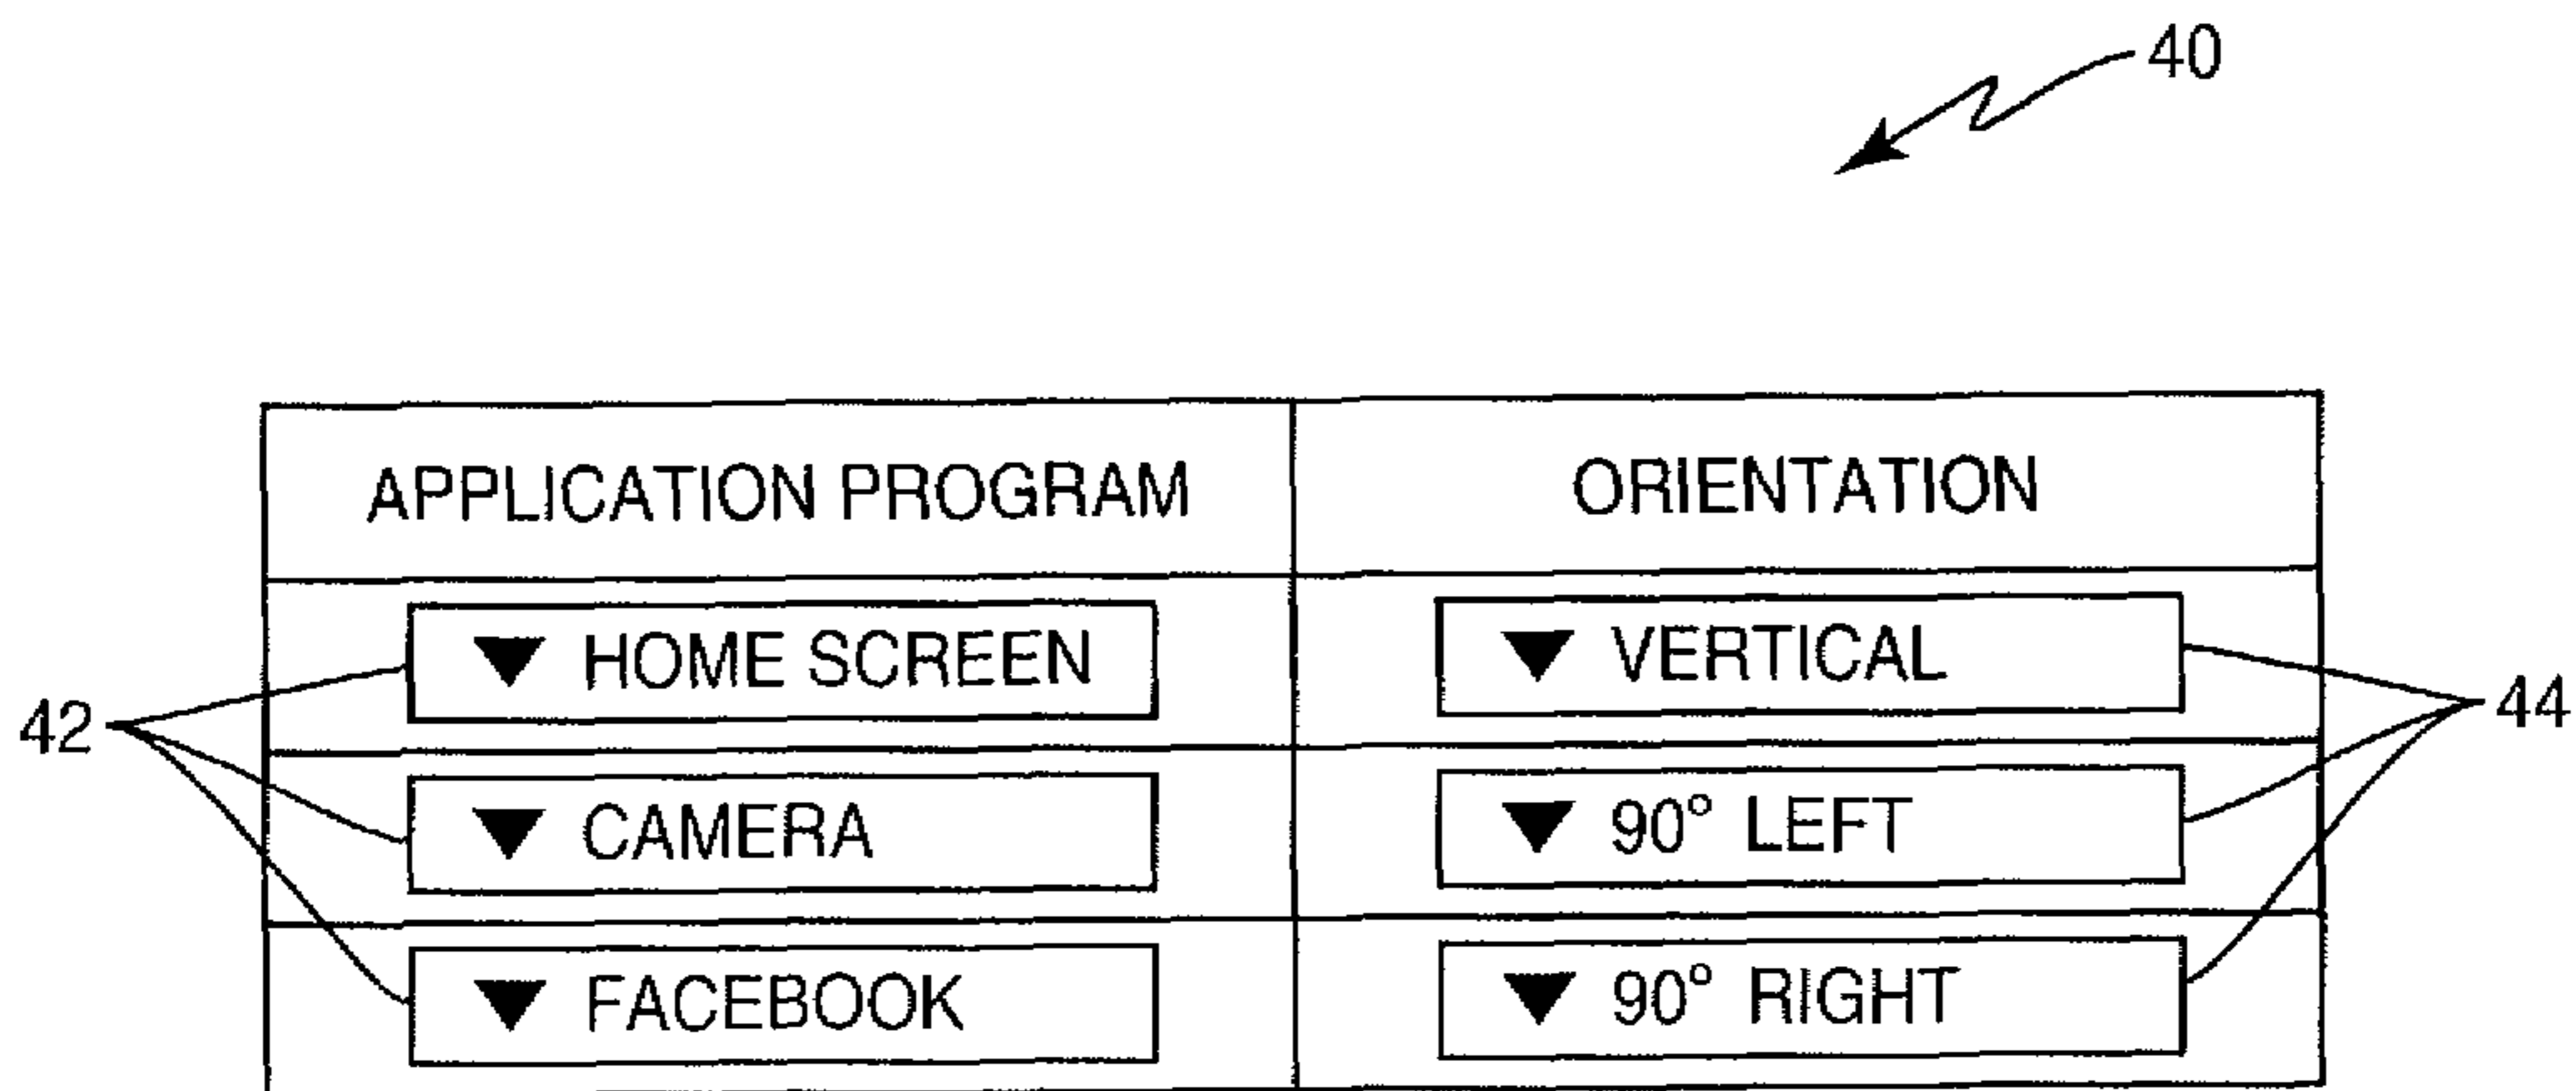 40
APPLICATION PROGRAM ORIENTATION
▼ HOME SCREEN ▼ VERTICAL
42 44
▼ CAMERA ▼ 90° LEFT
▼ FACEBOOK ▼ 90° RIGHT